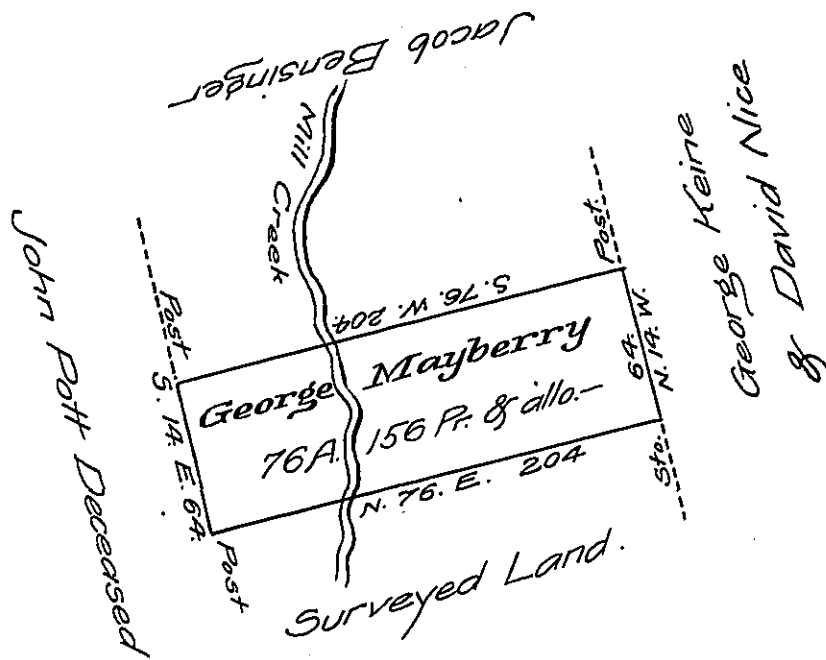 Jacob Bensinger
Mill Creek
George Keine
& David Nice
John Pott Deceased
Post
Post.
S. 76. W. 204.
George Mayberry
76 A. 156 Pr. & allo.—
64.
N. 14. W.
S. 14. E. 64.
N. 76. E. 204
Sto.
Post
Surveyed Land.